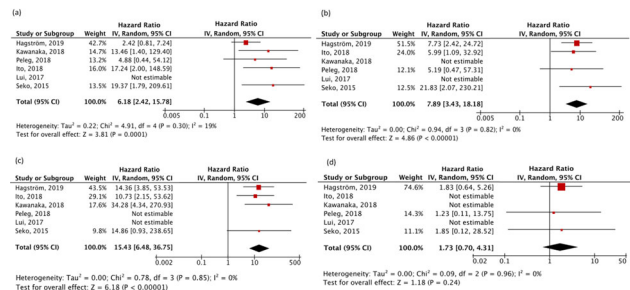 (a)
Hazard Ratio Hazard Ratio
Study or Subgroup Weight IV, Random, 95% CI IV, Random, 95% CI
Hagström, 2019 42.7% 2.42 [0.81, 7.24]
Kawanaka, 2018 14.7% 13.46 [1.40, 129.40]
Peleg, 2018 13.2% 4.88 [0.54, 44.12]
Ito, 2018 16.0% 17.24 [2.00, 148.59]
Lui, 2017 Not estimable
Seko, 2015 13.5% 19.37 [1.79, 209.61]
Total (95% CI) 100.0% 6.18 [2.42, 15.78]
0.01 0.1 1 10 200
Heterogeneity: Tau² = 0.22; Chi² = 4.91, df = 4 (P = 0.30); I² = 19%
Test for overall effect: Z = 3.81 (P = 0.0001)
(b)
Hazard Ratio Hazard Ratio
Study or Subgroup Weight IV, Random, 95% CI IV, Random, 95% CI
Hagström, 2019 51.5% 7.73 [2.42, 24.72]
Ito, 2018 24.0% 5.99 [1.09, 32.92]
Kawanaka, 2018 Not estimable
Peleg, 2018 12.1% 5.19 [0.47, 57.31]
Lui, 2017 Not estimable
Seko, 2015 12.5% 21.83 [2.07, 230.21]
Total (95% CI) 100.0% 7.89 [3.43, 18.18]
0.01 0.1 1 10 200
Heterogeneity: Tau² = 0.00; Chi² = 0.94, df = 3 (P = 0.82); I² = 0%
Test for overall effect: Z = 4.86 (P < 0.00001)
(c)
Hazard Ratio Hazard Ratio
Study or Subgroup Weight IV, Random, 95% CI IV, Random, 95% CI
Hagström, 2019 43.5% 14.36 [3.85, 53.53]
Ito, 2018 29.1% 10.73 [2.15, 53.62]
Kawanaka, 2018 17.6% 34.28 [4.34, 270.93]
Peleg, 2018 Not estimable
Lui, 2017 Not estimable
Seko, 2015 9.8% 14.86 [0.93, 238.65]
Total (95% CI) 100.0% 15.43 [6.48, 36.75]
0.02 0.1 1 10 500
Heterogeneity: Tau² = 0.00; Chi² = 0.78, df = 3 (P = 0.85); I² = 0%
Test for overall effect: Z = 6.18 (P < 0.00001)
(d)
Hazard Ratio Hazard Ratio
Study or Subgroup Weight IV, Random, 95% CI IV, Random, 95% CI
Hagström, 2019 74.6% 1.83 [0.64, 5.26]
Ito, 2018 Not estimable
Kawanaka, 2018 Not estimable
Peleg, 2018 14.3% 1.23 [0.11, 13.75]
Lui, 2017 Not estimable
Seko, 2015 11.1% 1.85 [0.12, 28.52]
Total (95% CI) 100.0% 1.73 [0.70, 4.31]
0.02 0.1 1 10 50
Heterogeneity: Tau² = 0.00; Chi² = 0.09, df = 2 (P = 0.96); I² = 0%
Test for overall effect: Z = 1.18 (P = 0.24)